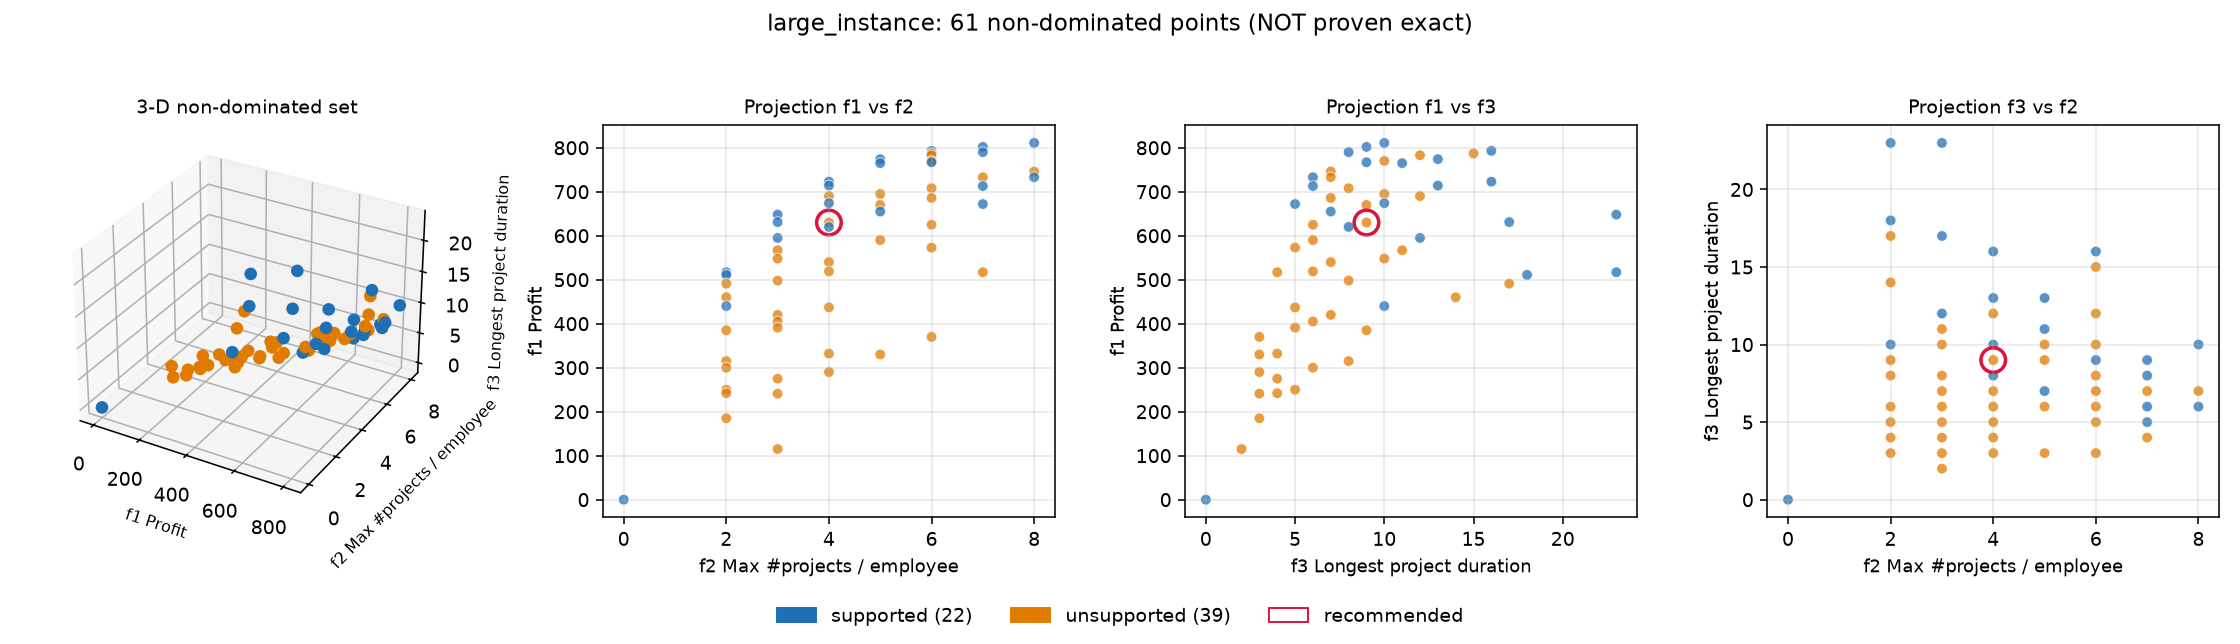 large_instance: 61 non-dominated points (NOT proven exact)
3-D non-dominated set
20
15
10
5
0
f3 Longest project duration
8
6
4
2
0
f2 Max #projects / employee
0
200
400
600
800
f1 Profit
Projection f1 vs f2
800
700
600
500
400
300
200
100
0
f1 Profit
0 2 4 6 8
f2 Max #projects / employee
Projection f1 vs f3
800
700
600
500
400
300
200
100
0
f1 Profit
0 5 10 15 20
f3 Longest project duration
Projection f3 vs f2
20
15
10
5
0
f3 Longest project duration
0 2 4 6 8
f2 Max #projects / employee
supported (22) unsupported (39) recommended